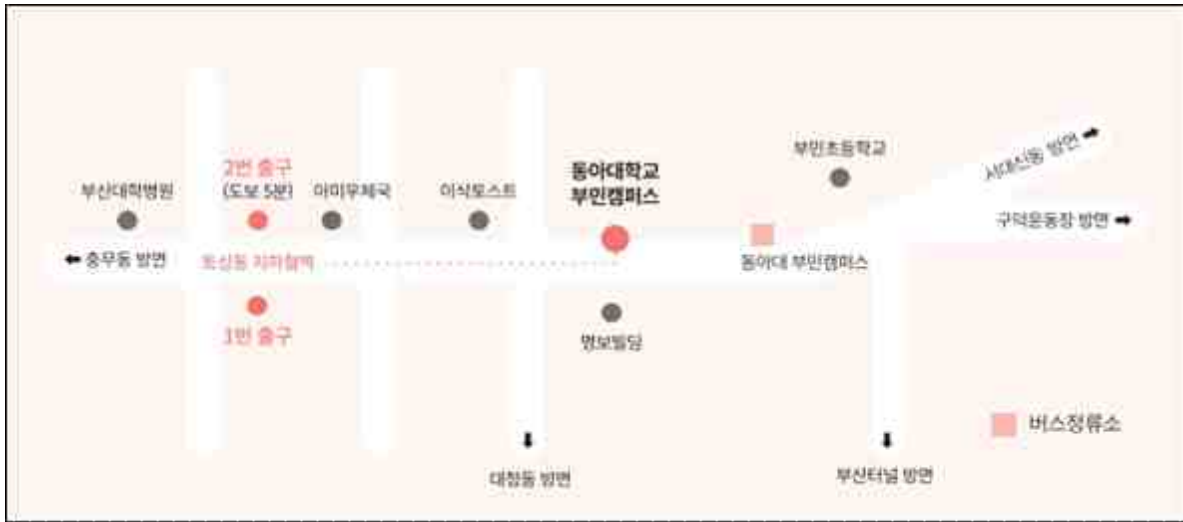 부산대학병원
2번 출구
(도보 5분)
아미우체국
이삭토스트
동아대학교
부민캠퍼스
부민초등학교
서대신동 방면 ➡
구덕운동장 방면 ➡
⬅ 충무동 방면
토성동 지하철역
동아대 부민캠퍼스
1번 출구
명보빌딩
버스정류소
대청동 방면
부산터널 방면